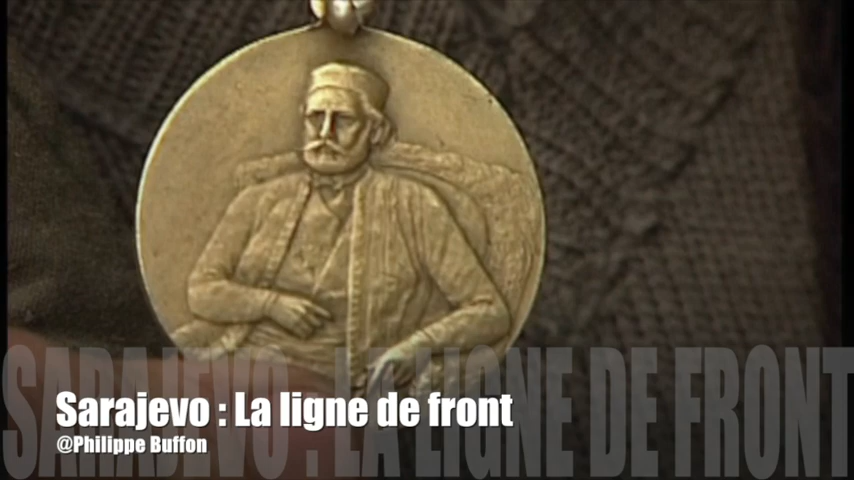 SARAJEVO : LA LIGNE DE FRONT
Sarajevo : La ligne de front
@Philippe Buffon